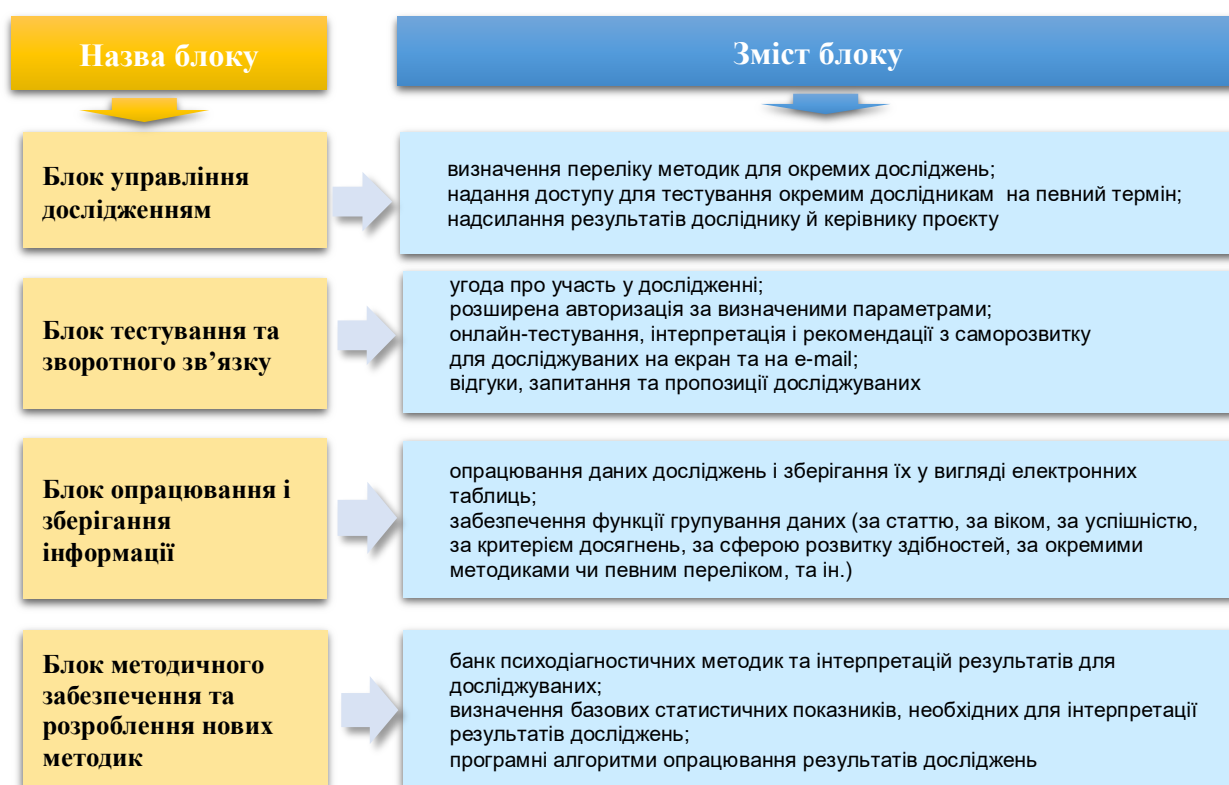 Назва блоку
Зміст блоку
Блок управління
дослідженням
визначення переліку методик для окремих досліджень;
надання доступу для тестування окремим дослідникам на певний термін;
надсилання результатів досліднику й керівнику проєкту
Блок тестування та
зворотного зв’язку
угода про участь у дослідженні;
розширена авторизація за визначеними параметрами;
онлайн-тестування, інтерпретація і рекомендації з саморозвитку
для досліджуваних на екран та на e-mail;
відгуки, запитання та пропозиції досліджуваних
Блок опрацювання і
зберігання
інформації
опрацювання даних досліджень і зберігання їх у вигляді електронних
таблиць;
забезпечення функції групування даних (за статтю, за віком, за успішністю,
за критерієм досягнень, за сферою розвитку здібностей, за окремими
методиками чи певним переліком, та ін.)
Блок методичного
забезпечення та
розроблення нових
методик
банк психодіагностичних методик та інтерпретацій результатів для
досліджуваних;
визначення базових статистичних показників, необхідних для інтерпретації
результатів досліджень;
програмні алгоритми опрацювання результатів досліджень